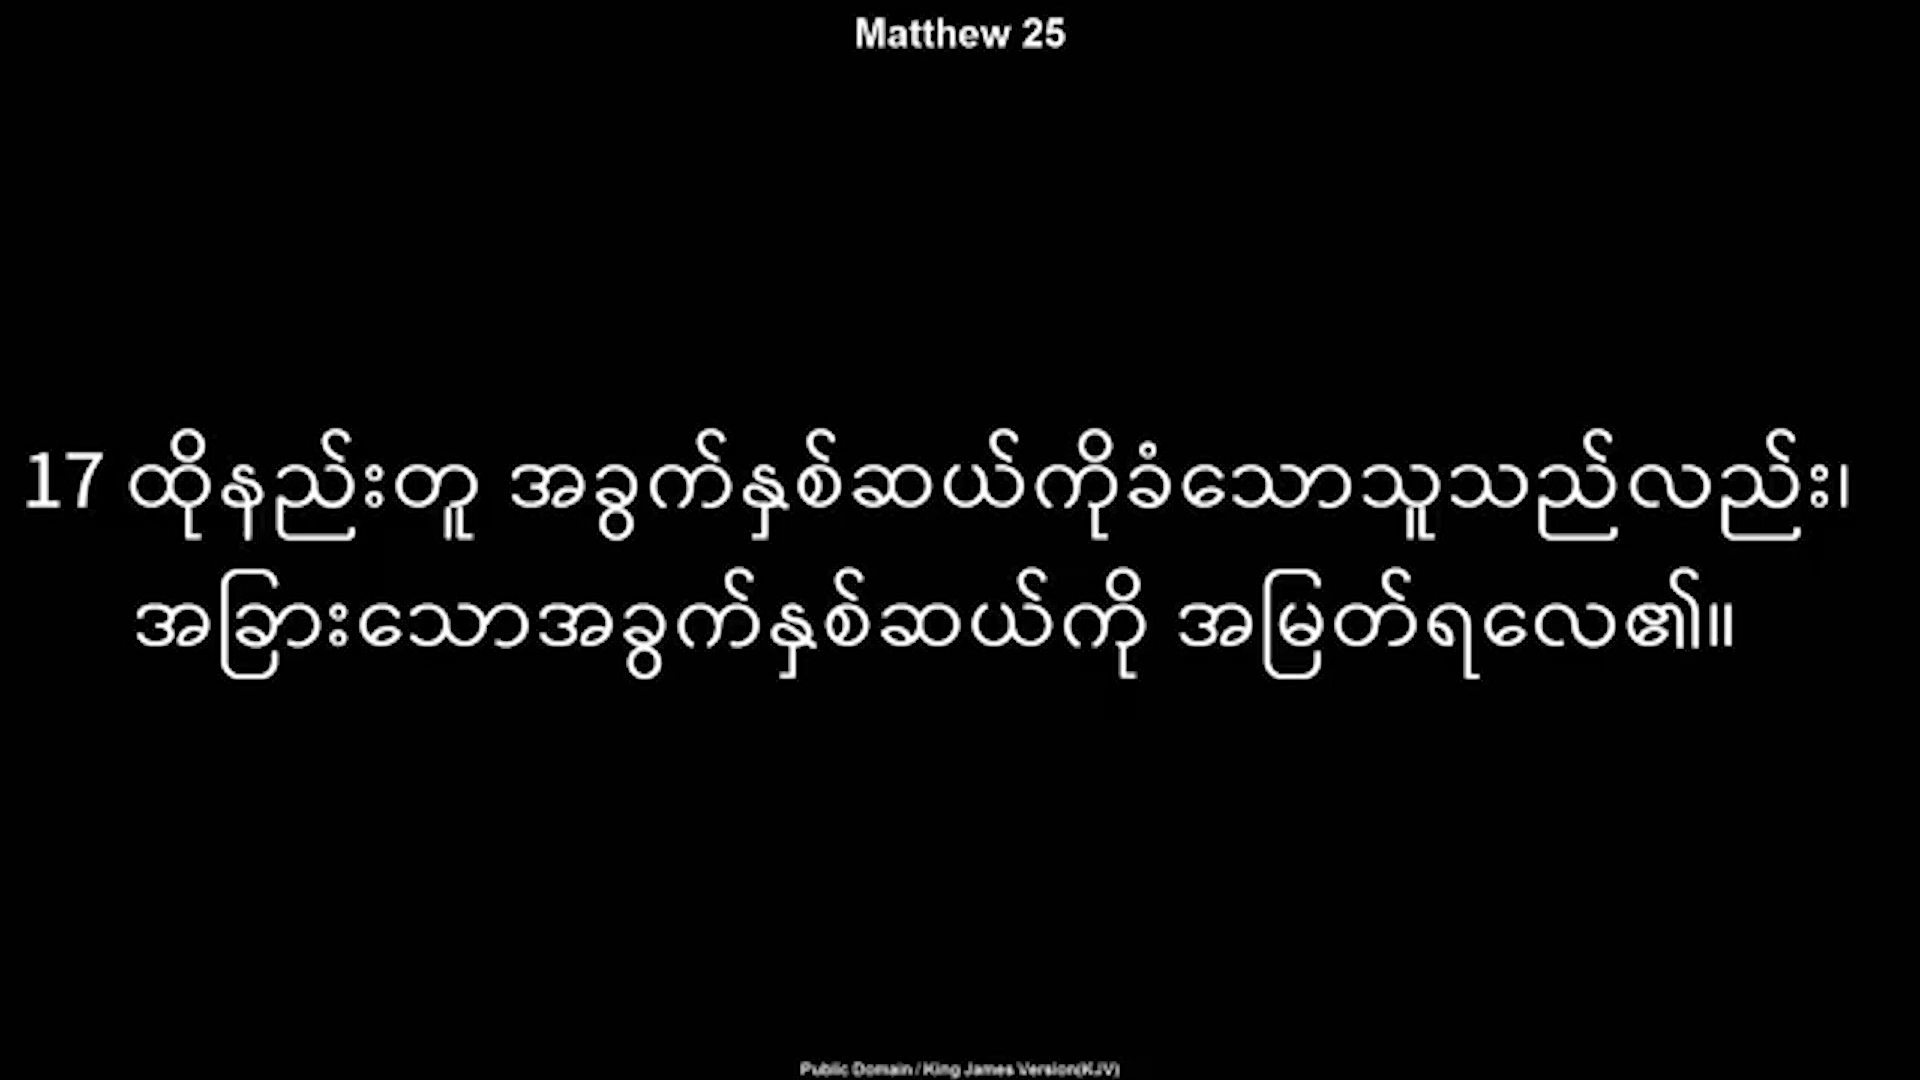 Matthew 25
17 ထိုနည်းတူ အခွက်နှစ်ဆယ်ကိုခံသောသူသည်လည်း၊
အခြားသောအခွက်နှစ်ဆယ်ကို အမြတ်ရလေ၏။
Public Domain / King James Version(KJV)